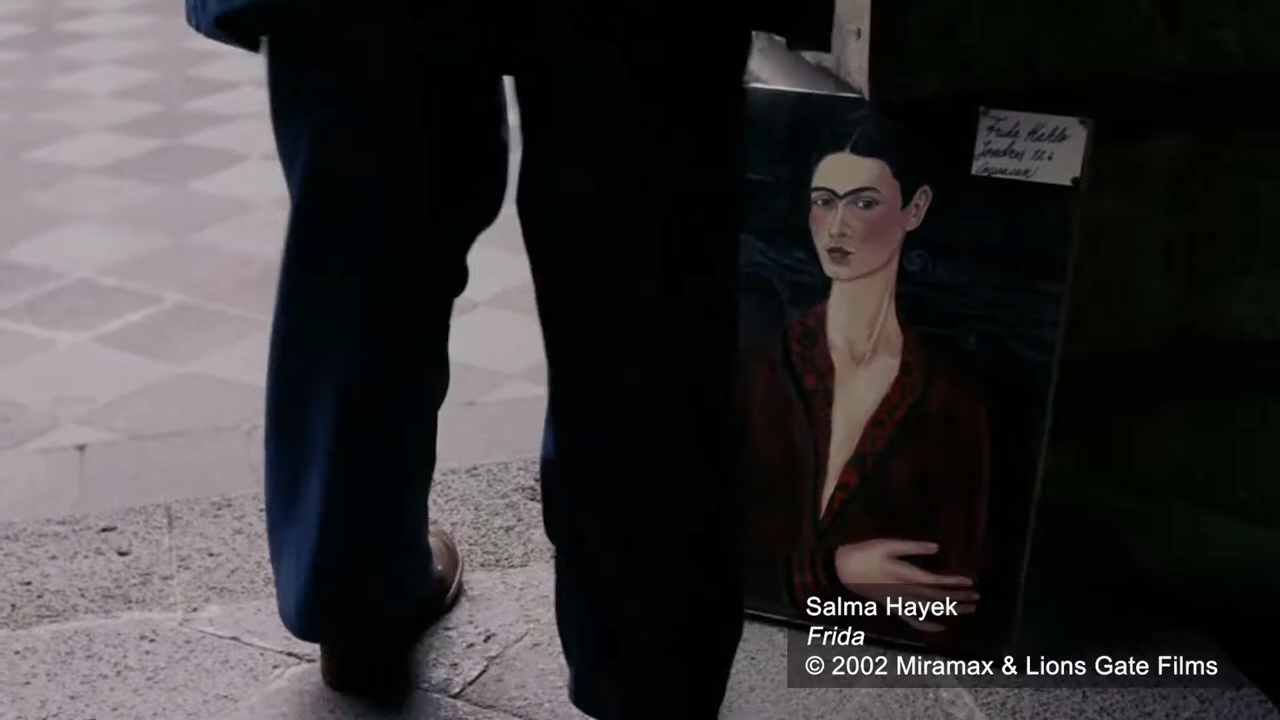 Frida Kahlo
Londres 126
Coyoacan
Salma Hayek
Frida
© 2002 Miramax & Lions Gate Films